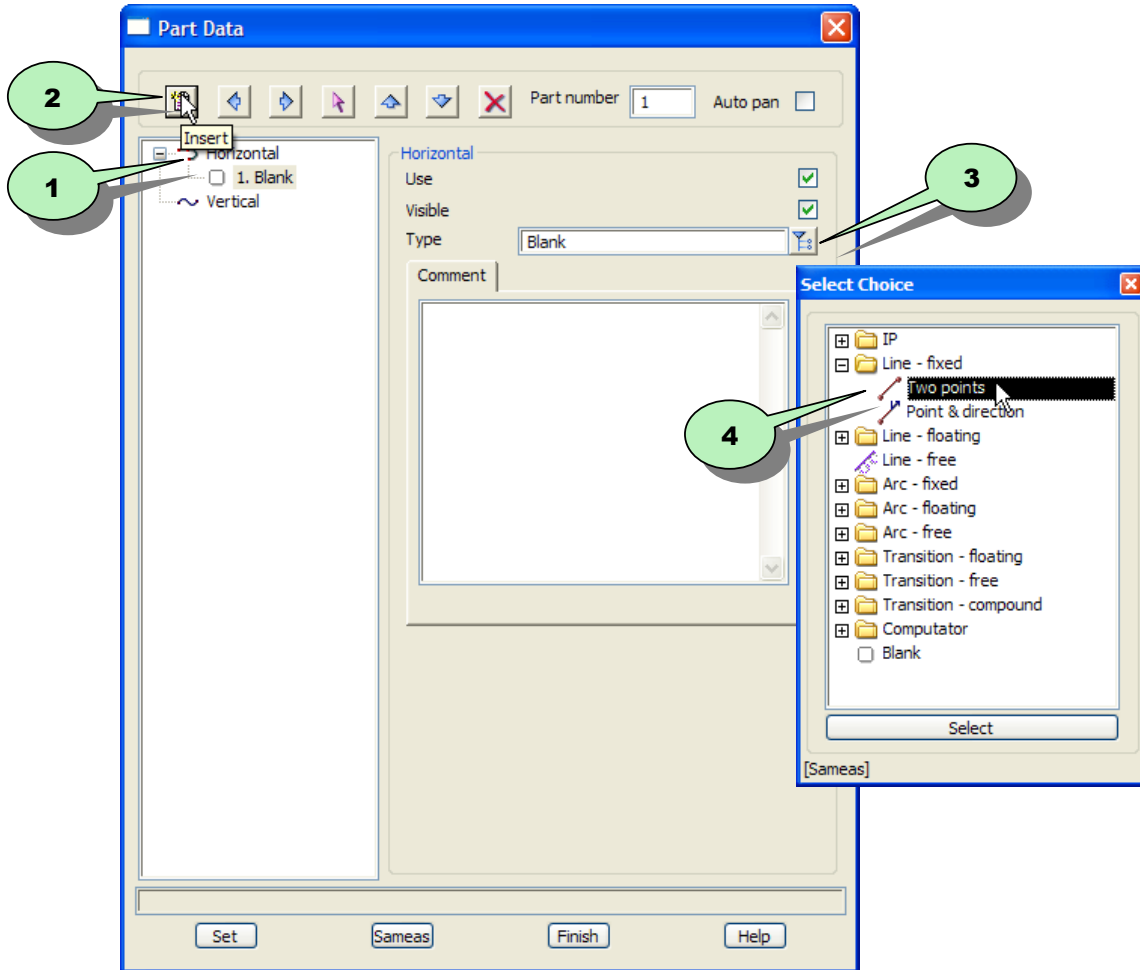 Part Data
2
Part number 1 Auto pan
Insert
Horizontal
1
1. Blank
Vertical
Horizontal
Use
Visible
Type Blank
3
Comment
Select Choice
IP
Line - fixed
Two points
Point & direction
4
Line - floating
Line - free
Arc - fixed
Arc - floating
Arc - free
Transition - floating
Transition - free
Transition - compound
Computator
Blank
Select
[Sameas]
Set Sameas Finish Help